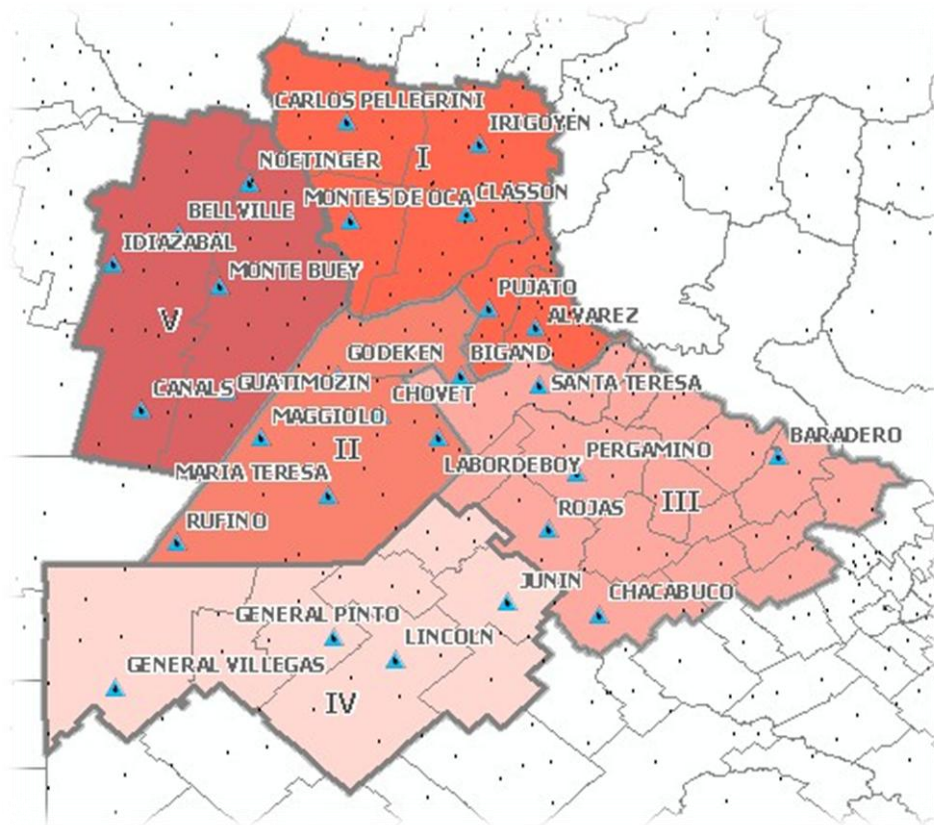 CARLOS PELLEGRINI
IRIGOYEN
NOETINGER
I
MONTES DE OCA
CLASSON
BELLVILLE
IDIAZABAL
MONTE BUEY
PUJATO
V
ALVAREZ
GODEKEN
BIGAND
CANALS
GUATIMOZIN
CHOVET
SANTA TERESA
MAGGIOLO
II
BARADERO
PERGAMINO
LABORDEBOY
MARIA TERESA
III
ROJAS
RUFINO
JUNIN
CHACABUCO
GENERAL PINTO
LINCOLN
GENERAL VILLEGAS
IV